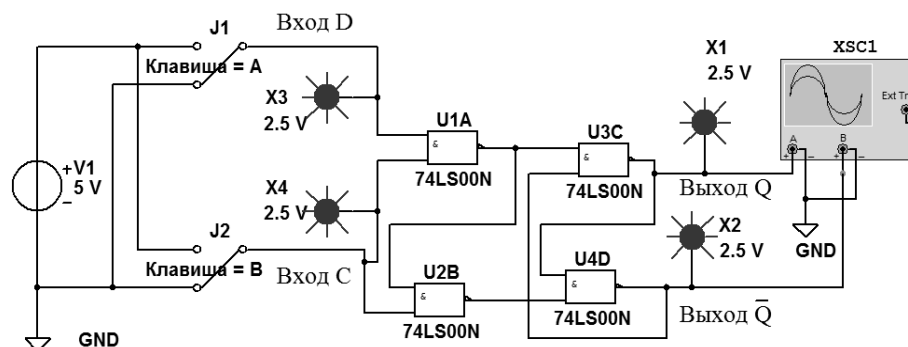 J1
Вход D
Клавиша = A
X3
2.5 V
U1A
&
74LS00N
U3C
&
74LS00N
X1
2.5 V
XSC1
Ext Tr
A
B
+
−
+
−
Выход Q
+
V1
5 V
−
X4
2.5 V
J2
Клавиша = B
Вход C
U2B
&
74LS00N
U4D
&
74LS00N
X2
2.5 V
GND
Выход Q̅
GND